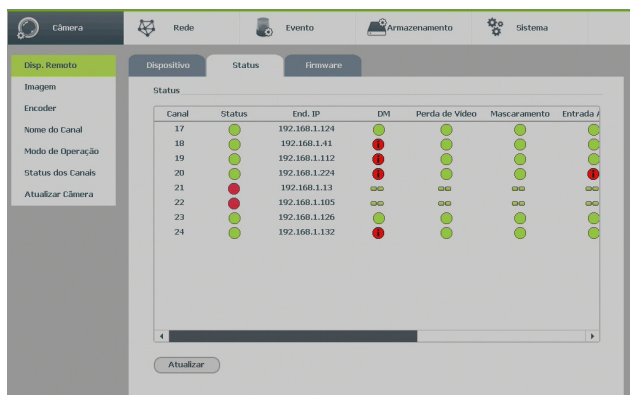 Câmera Rede Evento Armazenamento Sistema
Disp. Remoto
Imagem
Encoder
Nome do Canal
Modo de Operação
Status dos Canais
Atualizar Câmera
Dispositivo Status Firmware
Status
Canal Status End. IP DM Perda de Vídeo Mascaramento Entrada A
17 192.168.1.124
18 192.168.1.41
19 192.168.1.112
20 192.168.1.224
21 192.168.1.13
22 192.168.1.105
23 192.168.1.126
24 192.168.1.132
Atualizar